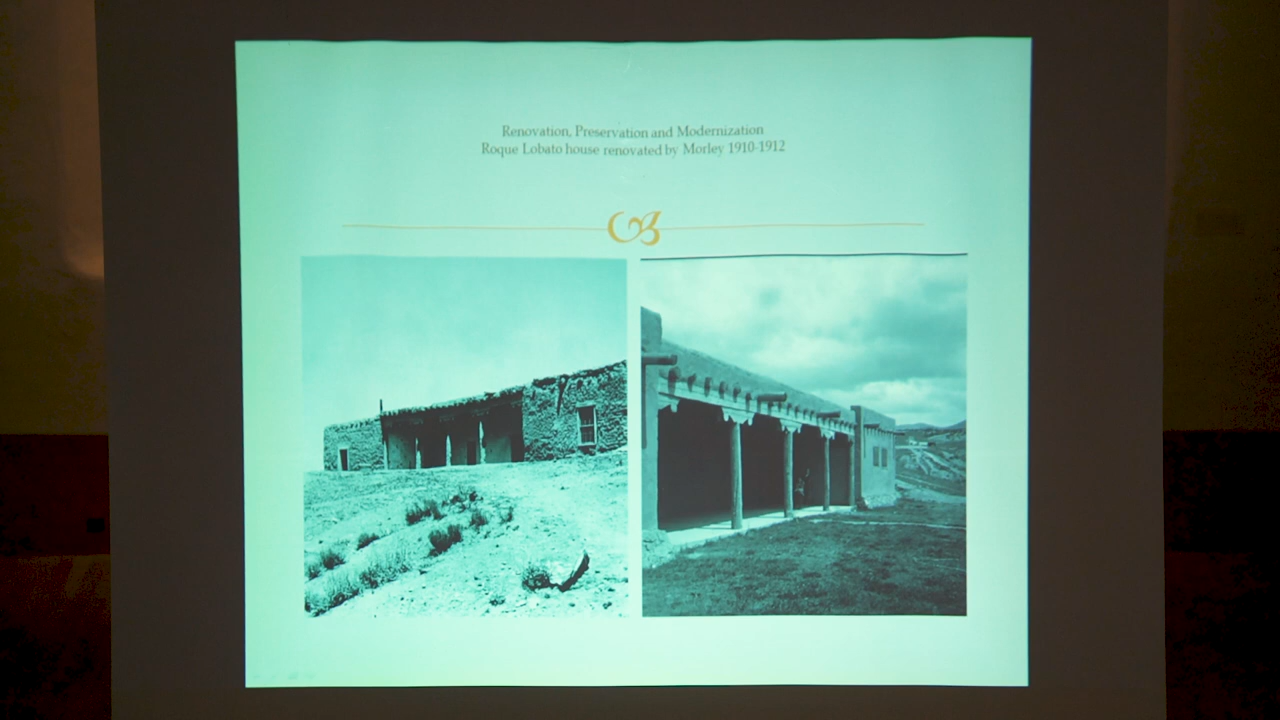 Renovation, Preservation and Modernization
Roque Lobato house renovated by Morley 1910-1912